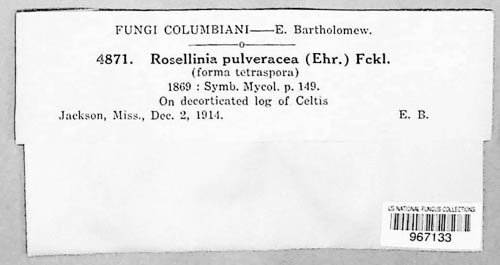 FUNGI COLUMBIANI—E. Bartholomew.
4871. Rosellinia pulveracea (Ehr.) Fckl.
(forma tetraspora)
1869 : Symb. Mycol. p. 149.
On decorticated log of Celtis
Jackson, Miss., Dec. 2, 1914. E. B.
US NATIONAL FUNGUS COLLECTIONS
967133